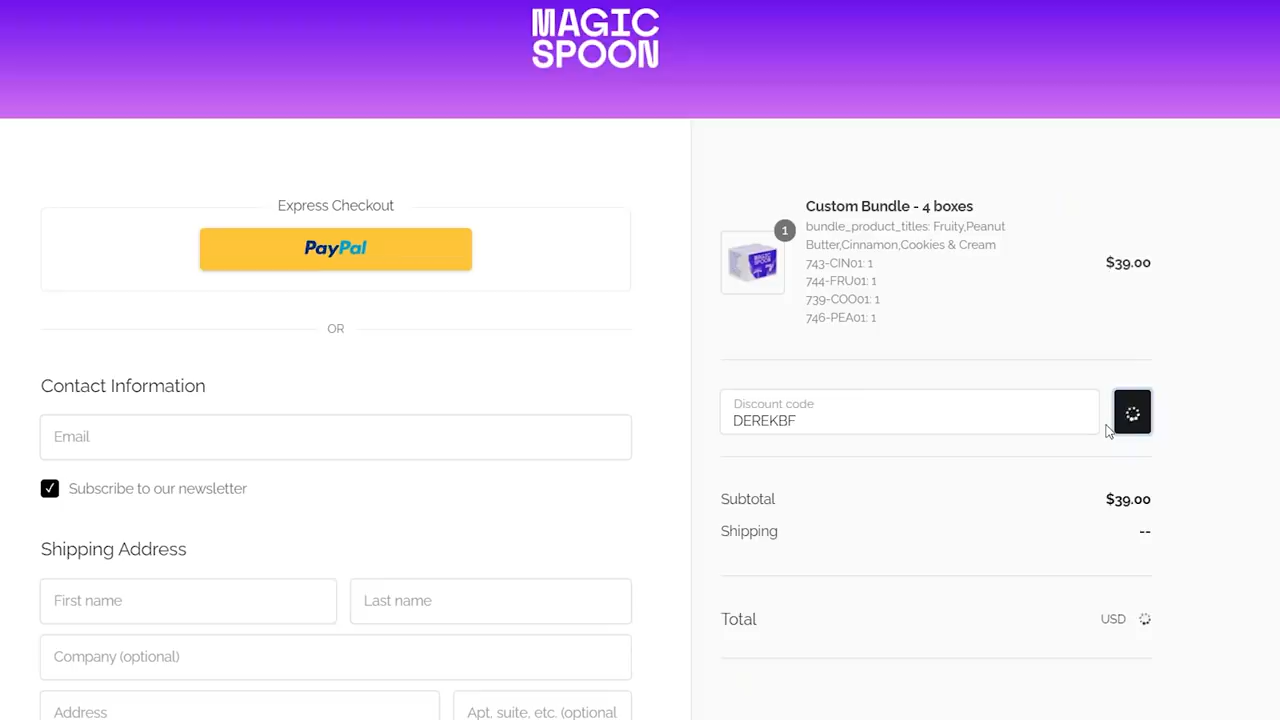 MAGIC
SPOON
Express Checkout
PayPal
OR
Contact Information
Email
Subscribe to our newsletter
Shipping Address
First name
Last name
Company (optional)
Address
Apt. suite, etc. (optional
1
MAGIC
SPOON
Custom Bundle - 4 boxes
bundle_product_titles: Fruity,Peanut
Butter,Cinnamon,Cookies & Cream
743-CIN01: 1
744-FRU01: 1
739-COO01: 1
746-PEA01: 1
$39.00
Discount code
DEREKBF
Subtotal
$39.00
Shipping
--
Total
USD